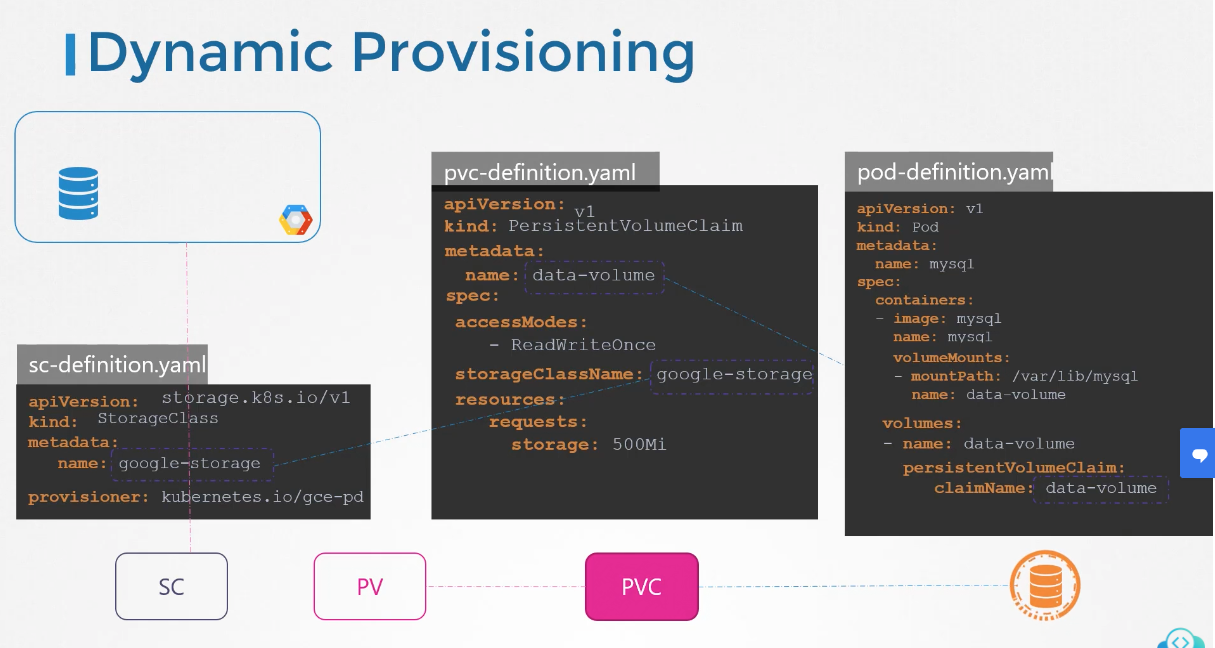 Dynamic Provisioning
sc-definition.yaml
apiVersion: storage.k8s.io/v1
kind: StorageClass
metadata:
name: google-storage
provisioner: kubernetes.io/gce-pd
pvc-definition.yaml
apiVersion: v1
kind: PersistentVolumeClaim
metadata:
name: data-volume
spec:
accessModes:
- ReadWriteOnce
storageClassName: google-storage
resources:
requests:
storage: 500Mi
pod-definition.yaml
apiVersion: v1
kind: Pod
metadata:
name: mysql
spec:
containers:
- image: mysql
name: mysql
volumeMounts:
- mountPath: /var/lib/mysql
name: data-volume
volumes:
- name: data-volume
persistentVolumeClaim:
claimName: data-volume
SC
PV
PVC